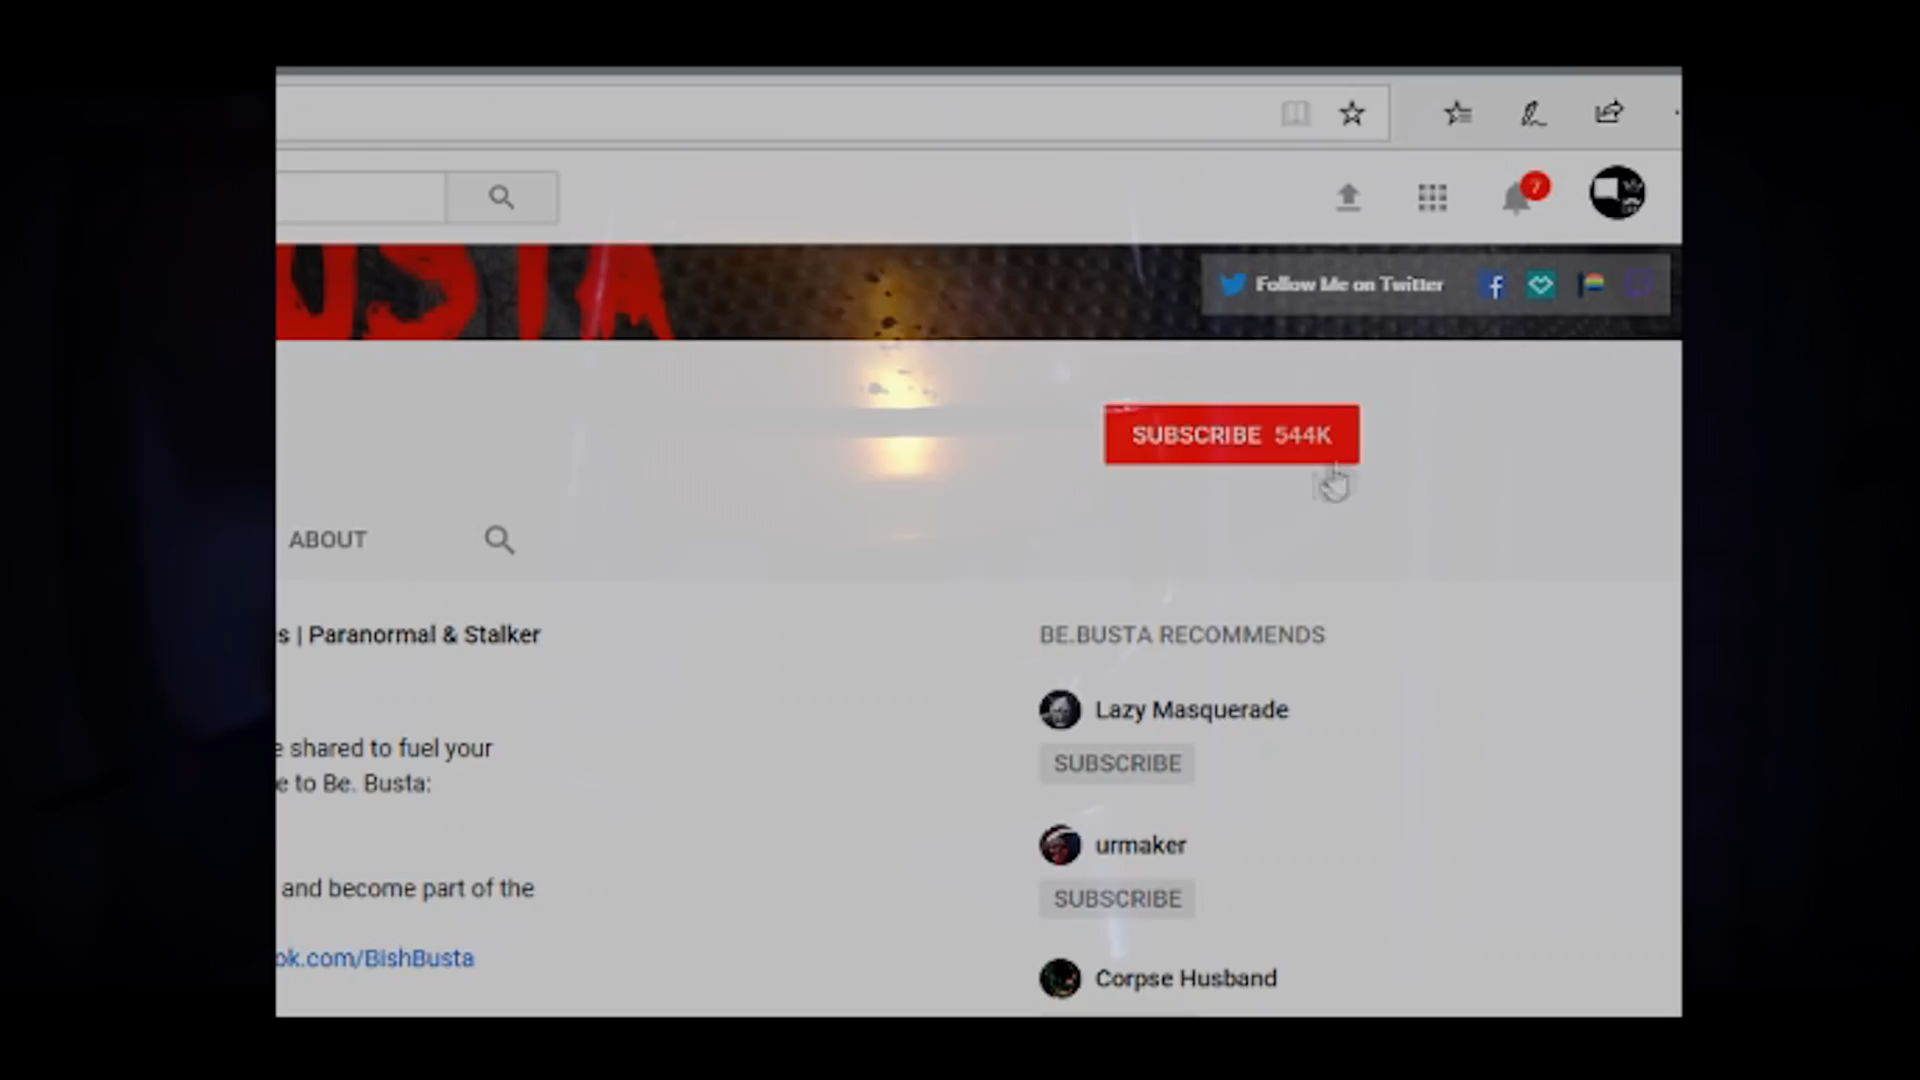 7
USTA
Follow Me on Twitter
SUBSCRIBE 544K
ABOUT
s | Paranormal & Stalker
BE.BUSTA RECOMMENDS
Lazy Masquerade
SUBSCRIBE
e shared to fuel your
e to Be. Busta:
urmaker
SUBSCRIBE
and become part of the
ok.com/BishBusta
Corpse Husband